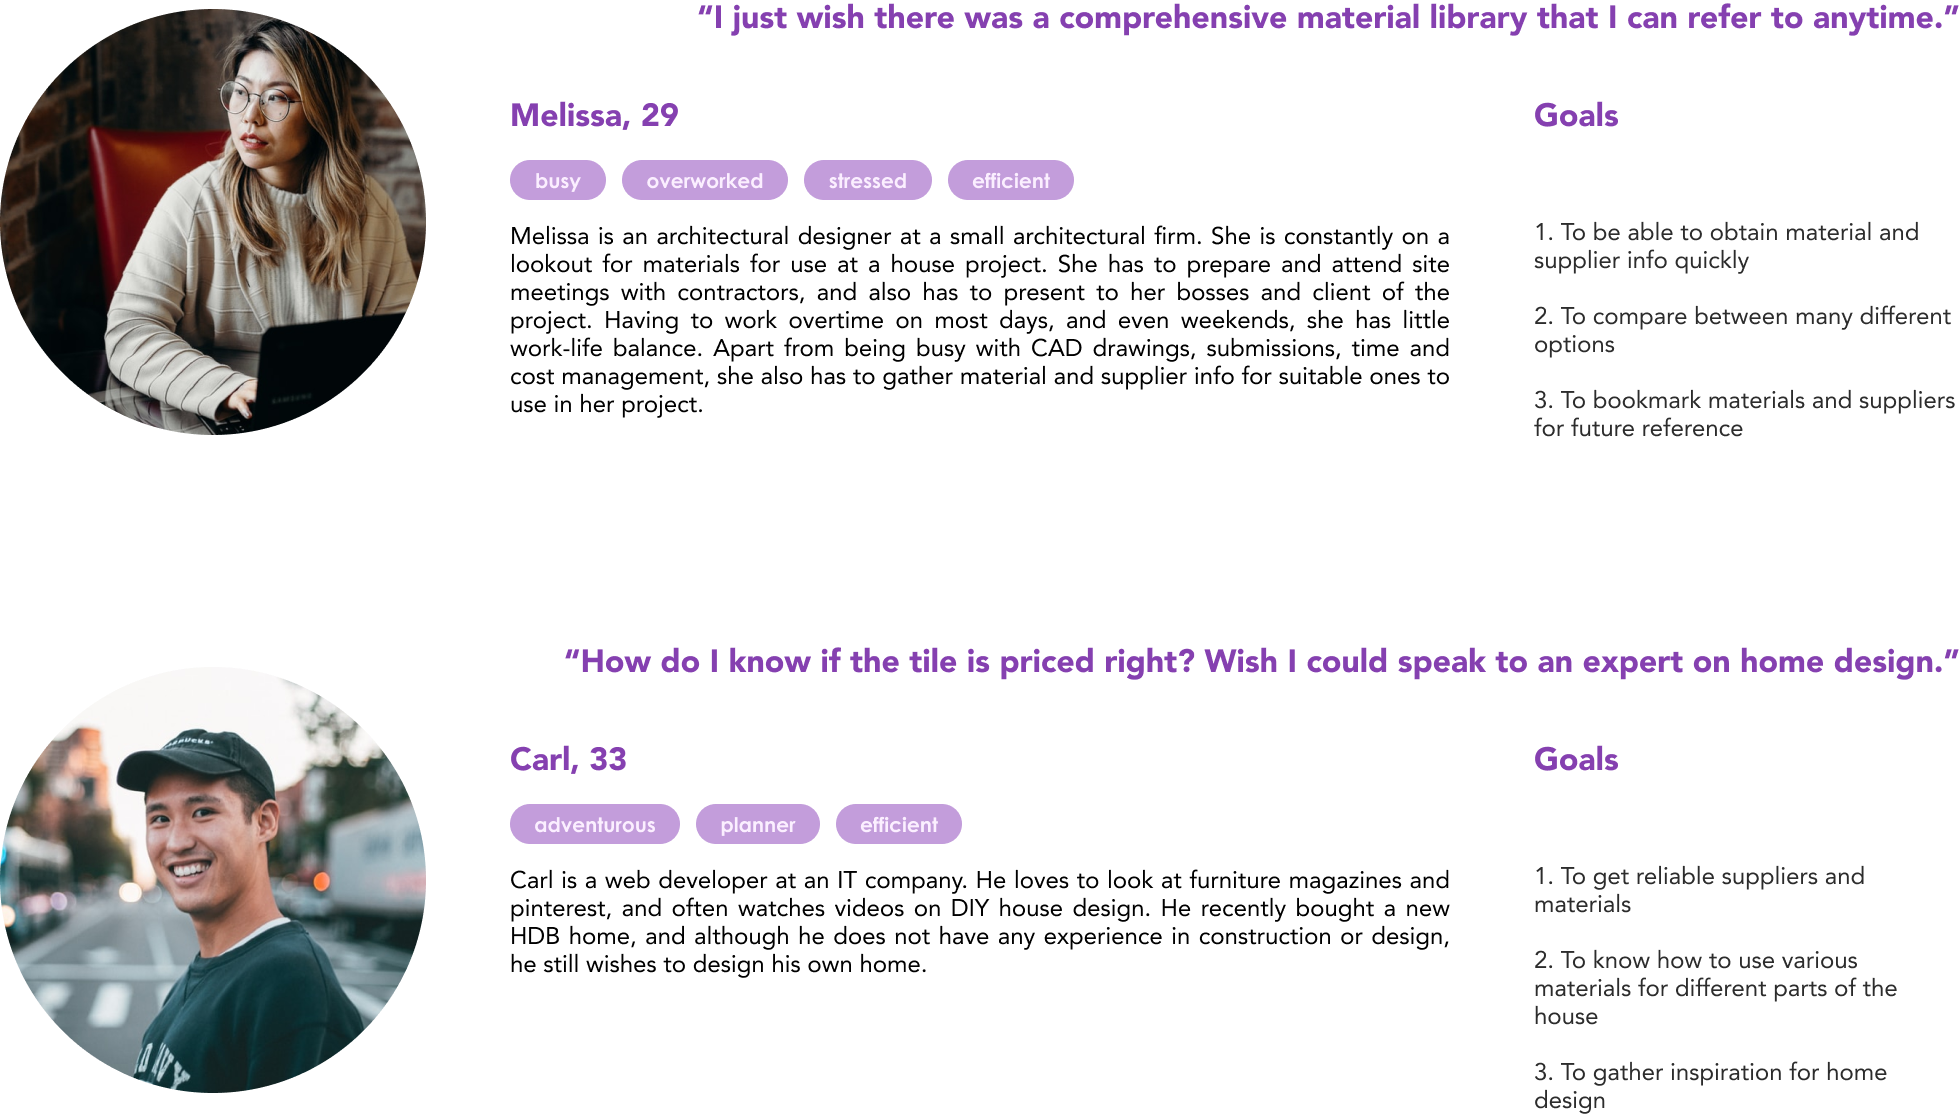 “I just wish there was a comprehensive material library that I can refer to anytime.”
Melissa, 29
busy
overworked
stressed
efficient
Melissa is an architectural designer at a small architectural firm. She is constantly on a
lookout for materials for use at a house project. She has to prepare and attend site
meetings with contractors, and also has to present to her bosses and client of the
project. Having to work overtime on most days, and even weekends, she has little
work-life balance. Apart from being busy with CAD drawings, submissions, time and
cost management, she also has to gather material and supplier info for suitable ones to
use in her project.
Goals
1. To be able to obtain material and
supplier info quickly
2. To compare between many different
options
3. To bookmark materials and suppliers
for future reference
SAMSUNG
“How do I know if the tile is priced right? Wish I could speak to an expert on home design.”
Carl, 33
adventurous
planner
efficient
Carl is a web developer at an IT company. He loves to look at furniture magazines and
pinterest, and often watches videos on DIY house design. He recently bought a new
HDB home, and although he does not have any experience in construction or design,
he still wishes to design his own home.
Goals
1. To get reliable suppliers and
materials
2. To know how to use various
materials for different parts of the
house
3. To gather inspiration for home
design